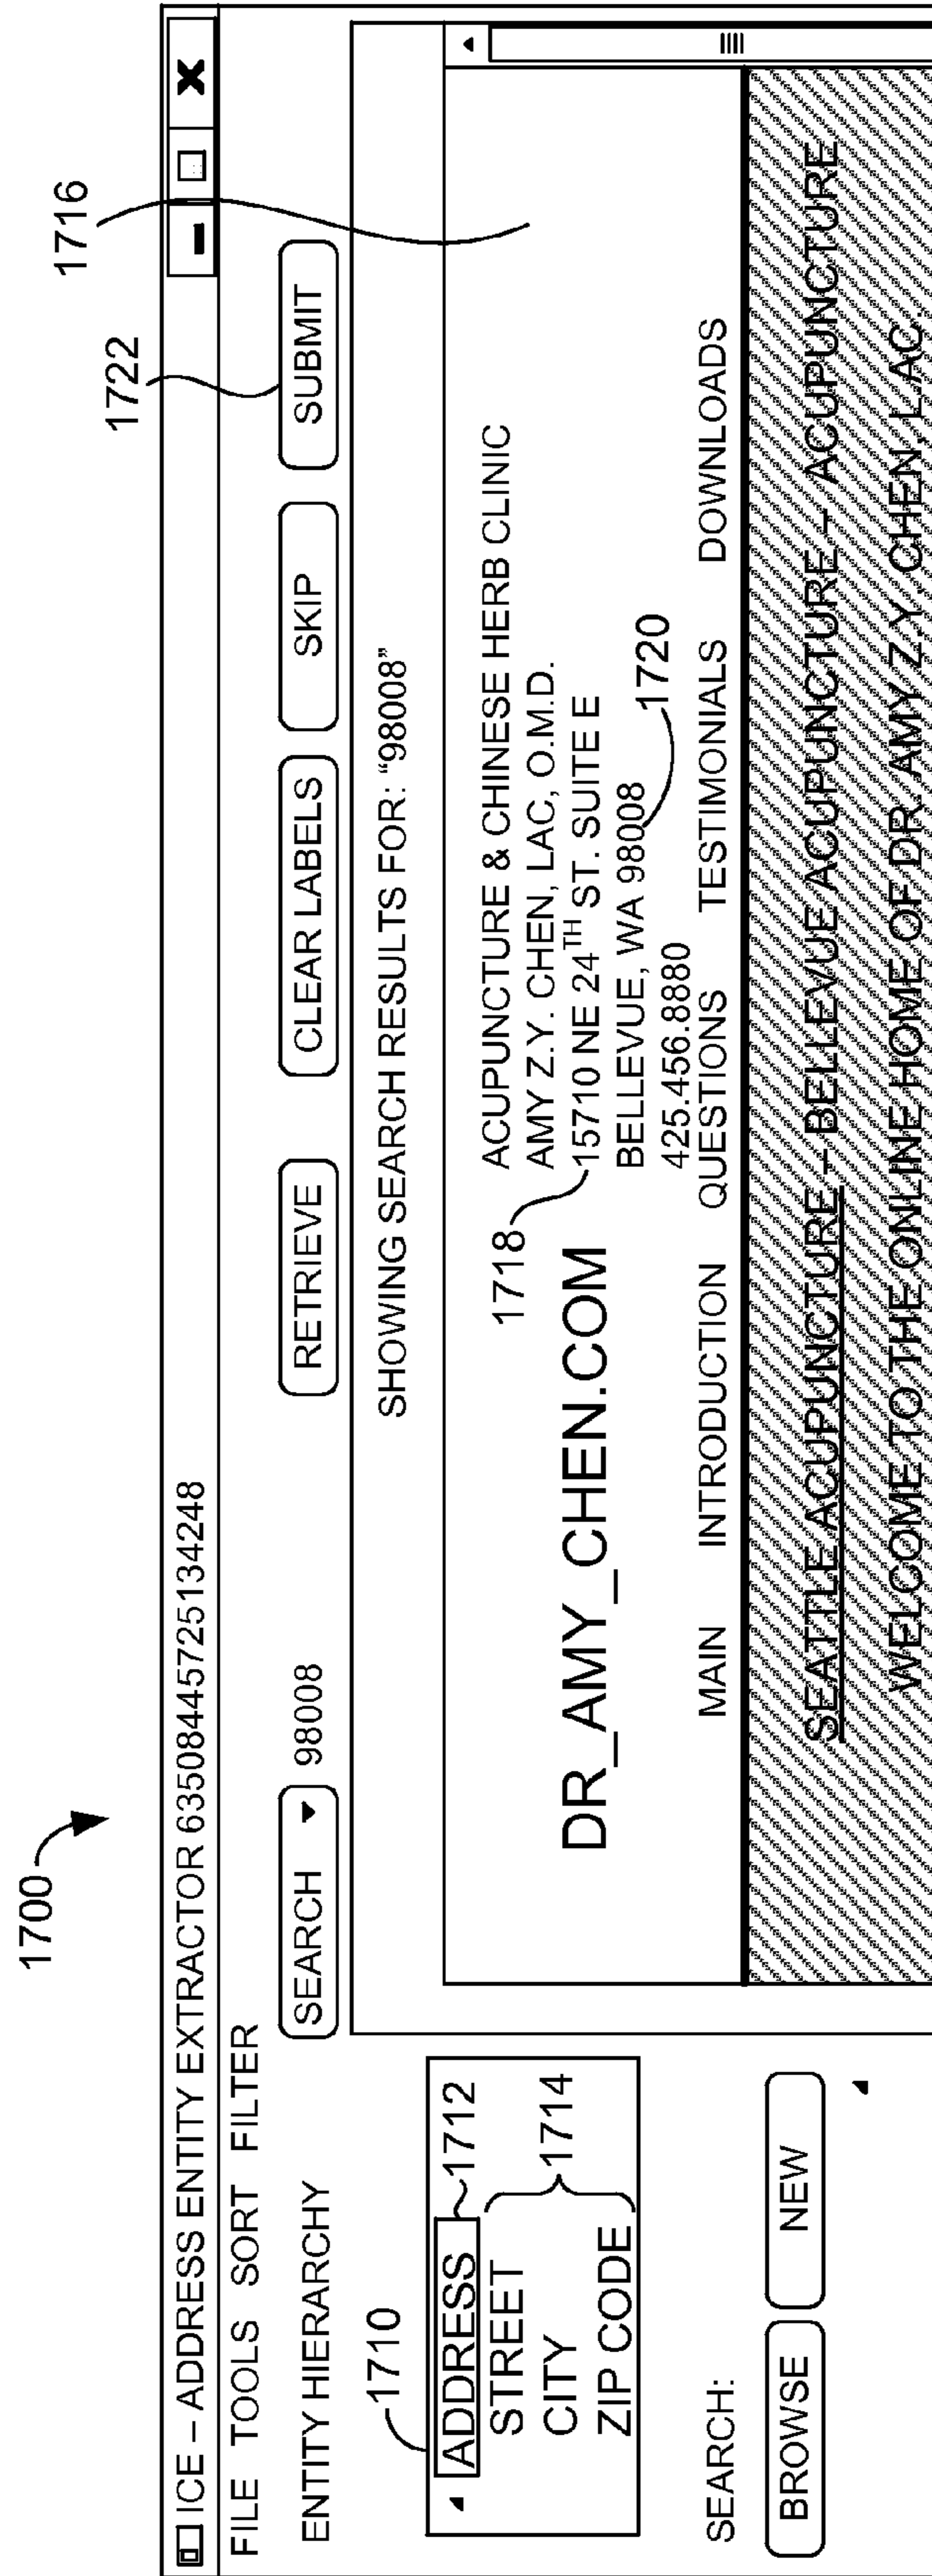 1700
1722
1716
ICE – ADDRESS ENTITY EXTRACTOR 635084457251​34248
FILE TOOLS SORT FILTER
ENTITY HIERARCHY
SEARCH 98008 RETRIEVE CLEAR LABELS SKIP SUBMIT
SHOWING SEARCH RESULTS FOR: “98008”
1710
ADDRESS 1712
STREET
CITY
ZIP CODE
1714
SEARCH:
BROWSE NEW
DR_AMY_CHEN.COM
1718
ACUPUNCTURE & CHINESE HERB CLINIC
AMY Z.Y. CHEN, LAC, O.M.D.
15710 NE 24TH ST. SUITE E
BELLEVUE, WA 98008
1720
425.456.8880
MAIN INTRODUCTION QUESTIONS TESTIMONIALS DOWNLOADS
SEATTLE ACUPUNCTURE – BELLEVUE ACUPUNCTURE – ACUPUNCTURE
WELCOME TO THE ONLINE HOME OF DR. AMY Z.Y. CHEN, L.AC.